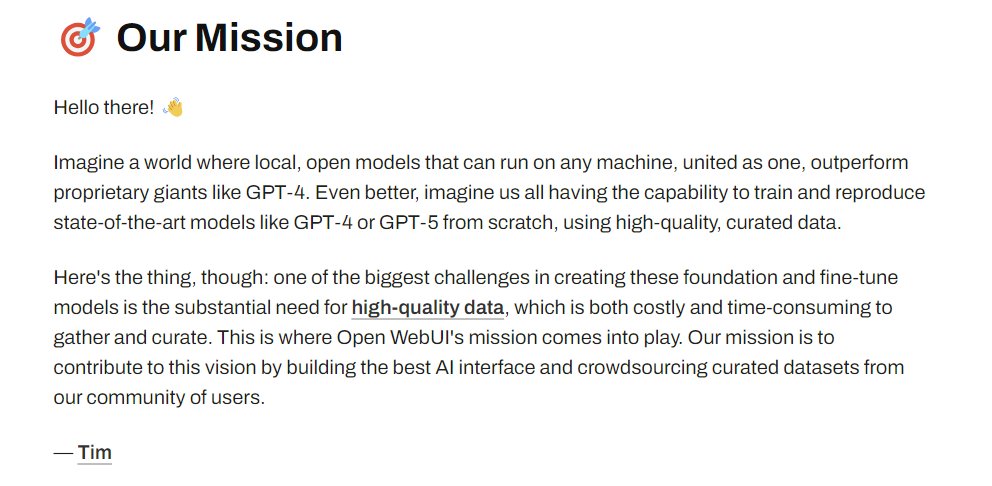 🎯 Our Mission
Hello there! 👋
Imagine a world where local, open models that can run on any machine, united as one, outperform
proprietary giants like GPT-4. Even better, imagine us all having the capability to train and reproduce
state-of-the-art models like GPT-4 or GPT-5 from scratch, using high-quality, curated data.
Here's the thing, though: one of the biggest challenges in creating these foundation and fine-tune
models is the substantial need for high-quality data, which is both costly and time-consuming to
gather and curate. This is where Open WebUI's mission comes into play. Our mission is to
contribute to this vision by building the best AI interface and crowdsourcing curated datasets from
our community of users.
— Tim